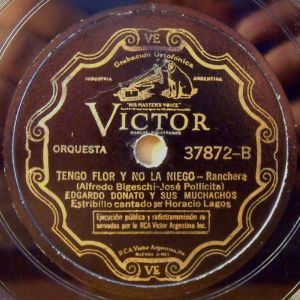 VE
Grabación Ortofónica
INDUSTRIA ARGENTINA
"HIS MASTER'S VOICE"
VICTOR
MARCAS REGISTRADAS
ORQUESTA 37872-B
TENGO FLOR Y NO LA NIEGO - Ranchera
(Alfredo Bigeschi-José Pollicita)
EDGARDO DONATO Y SUS MUCHACHOS
Estribillo cantado por Horacio Lagos
Ejecución pública y radiotransmisión re-
servadas por la RCA Victor Argentina Inc.
R.C.A. Victor Argentina, Inc.
BUENOS AIRES
VE